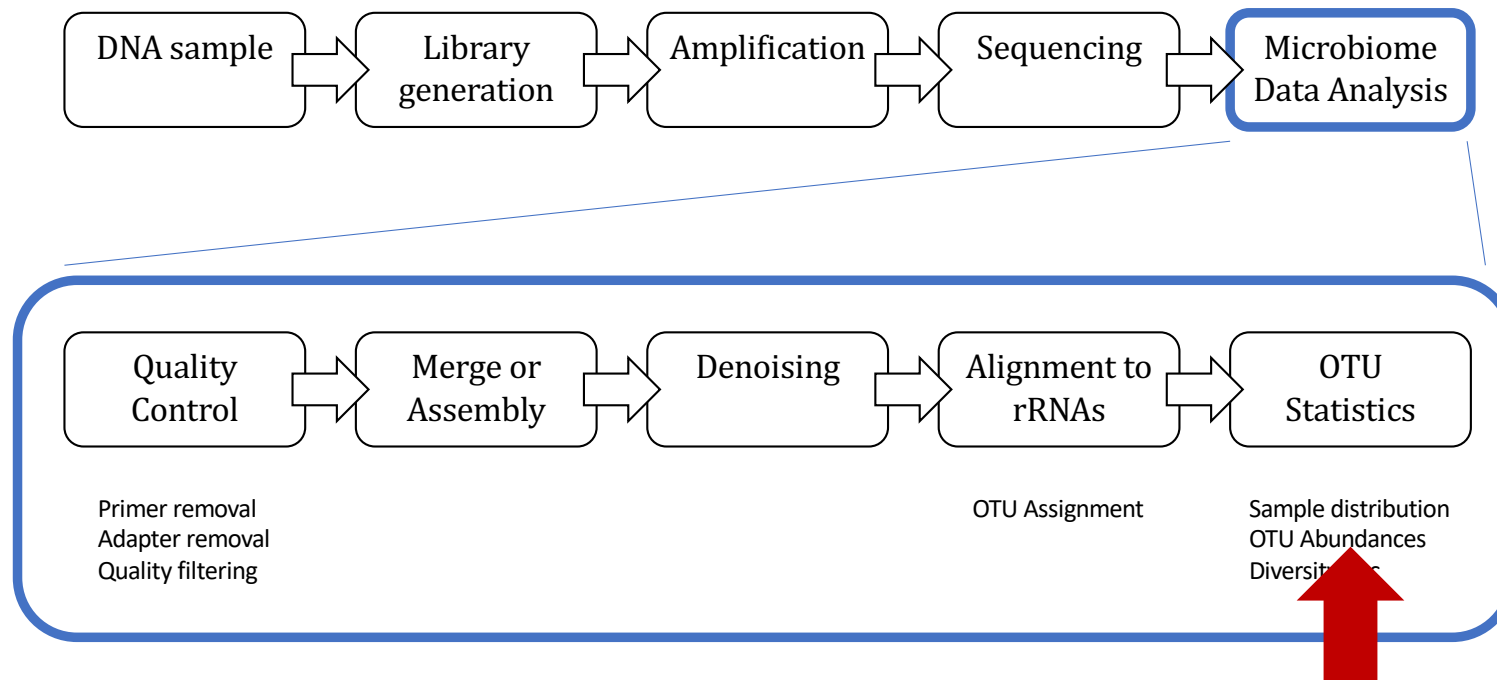 DNA sample
Library
generation
Amplification
Sequencing
Microbiome
Data Analysis
Quality
Control
Merge or
Assembly
Denoising
Alignment to
rRNAs
OTU
Statistics
Primer removal
Adapter removal
Quality filtering
OTU Assignment
Sample distribution
OTU Abundances